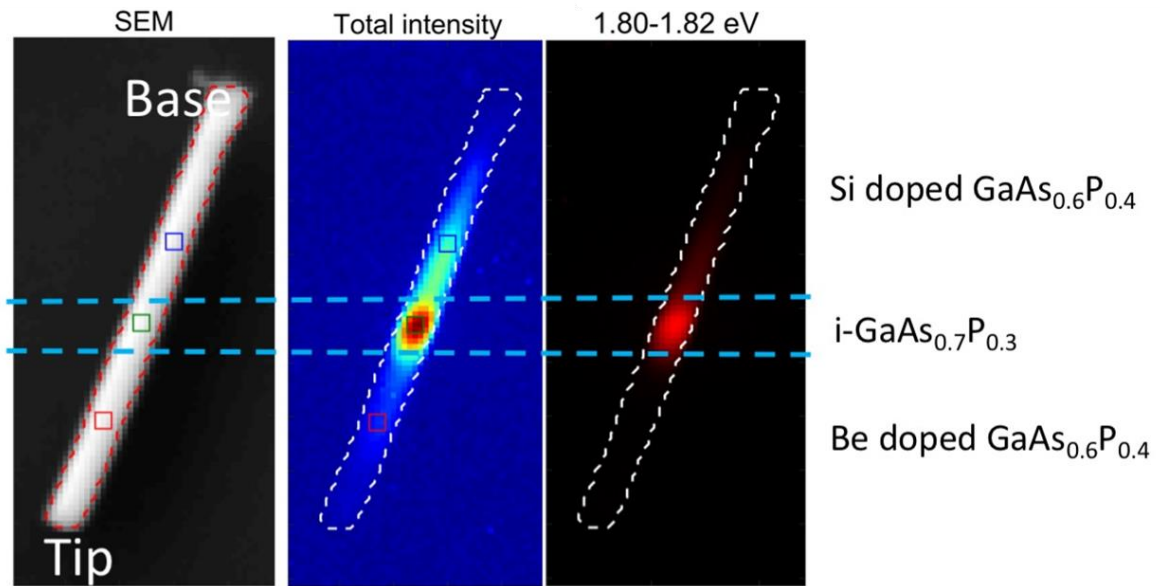 SEM
Total intensity
1.80-1.82 eV
Base
Si doped GaAs0.6P0.4
i-GaAs0.7P0.3
Be doped GaAs0.6P0.4
Tip